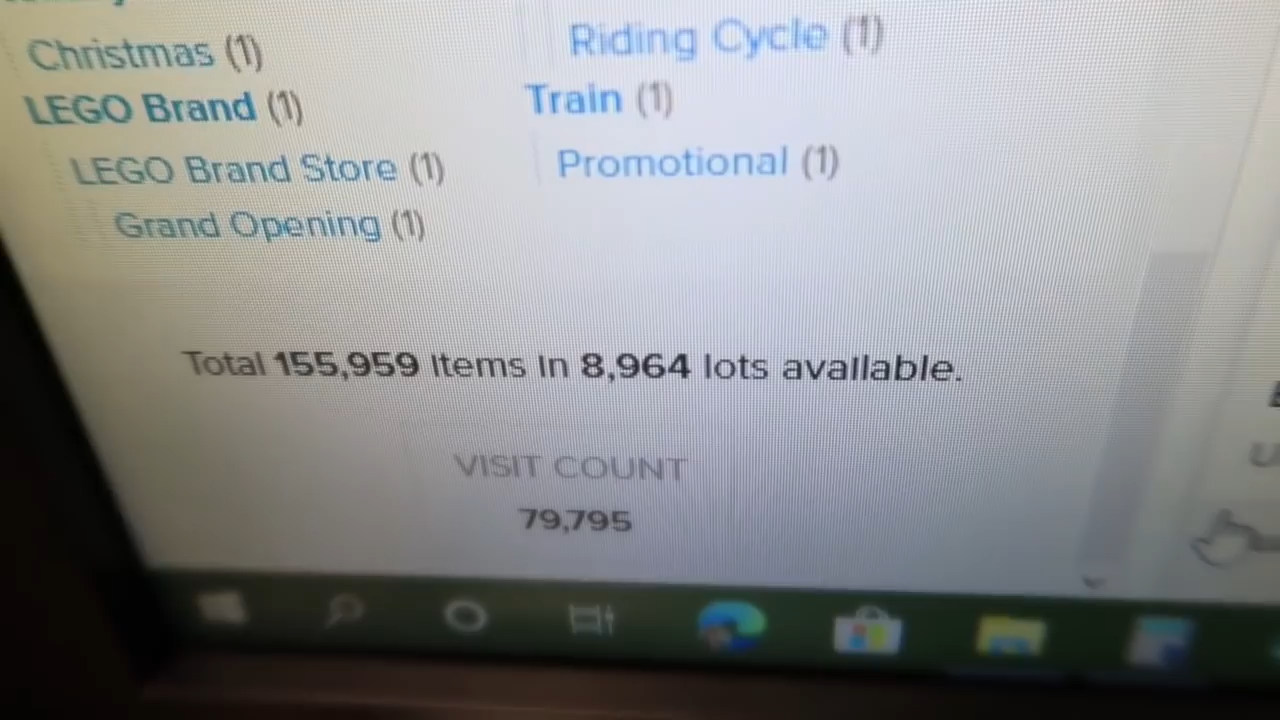 Christmas (1)
LEGO Brand (1)
LEGO Brand Store (1)
Grand Opening (1)
Riding Cycle (1)
Train (1)
Promotional (1)
Total 155,959 Items in 8,964 lots available.
VISIT COUNT
79,795